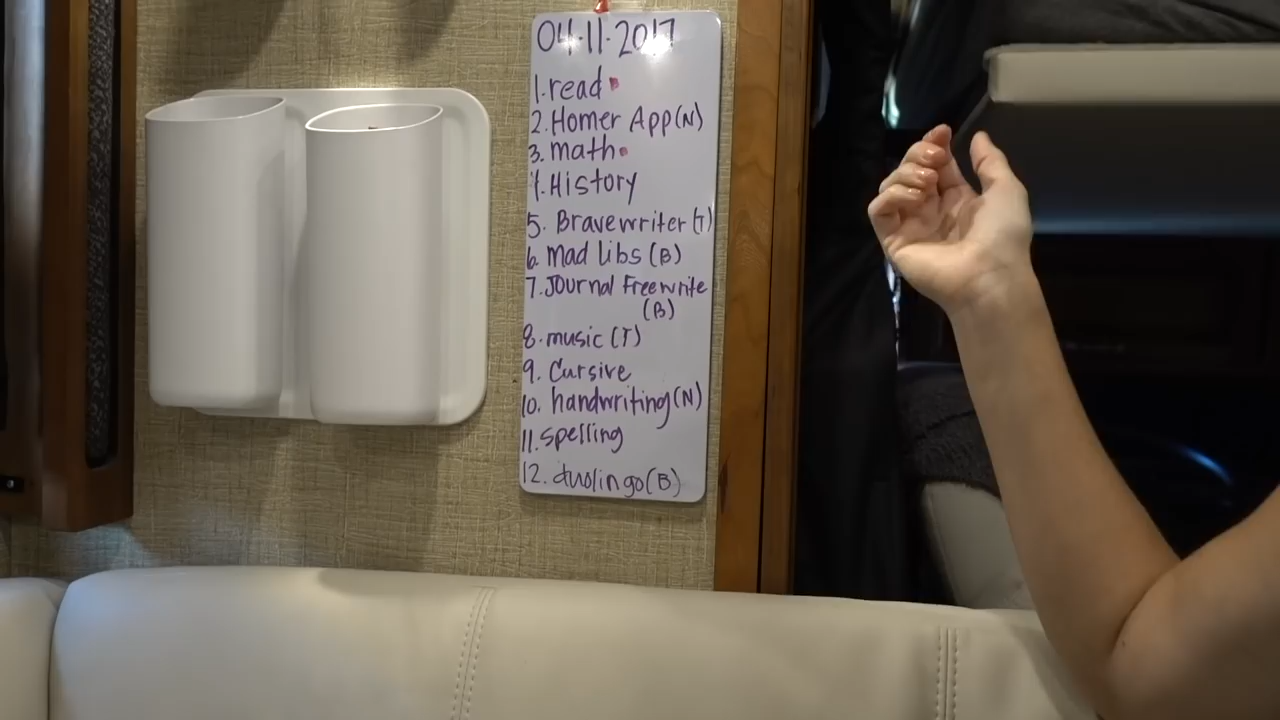 04·11·2017
1. read
2. Homer App (N)
3. math
4. History
5. Bravewriter (T)
6. mad libs (B)
7. Journal Freewrite
(B)
8. music (T)
9. Cursive
10. handwriting (N)
11. spelling
12. duolingo (B)